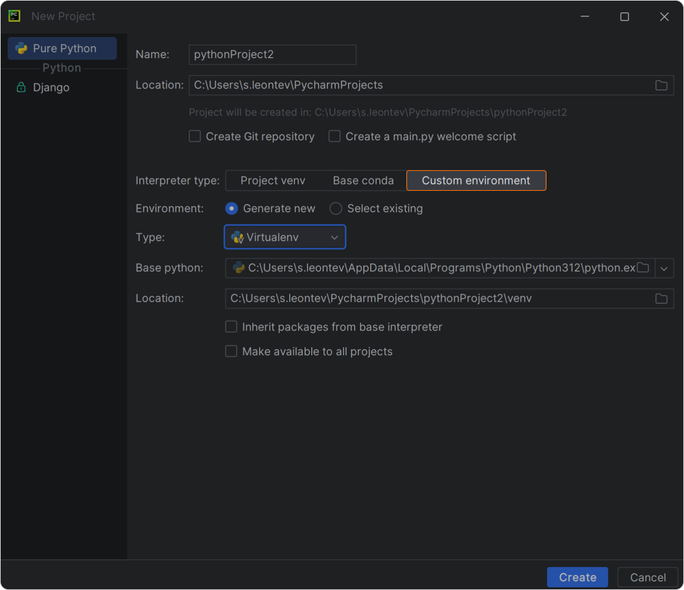 New Project
Pure Python
Python
Django
Name: pythonProject2
Location: C:\Users\s.leontev\PycharmProjects
Project will be created in: C:\Users\s.leontev\PycharmProjects\pythonProject2
Create Git repository Create a main.py welcome script
Interpreter type: Project venv Base conda Custom environment
Environment: Generate new Select existing
Type: Virtualenv
Base python: C:\Users\s.leontev\AppData\Local\Programs\Python\Python312\python.ex
Location: C:\Users\s.leontev\PycharmProjects\pythonProject2\venv
Inherit packages from base interpreter
Make available to all projects
Create Cancel